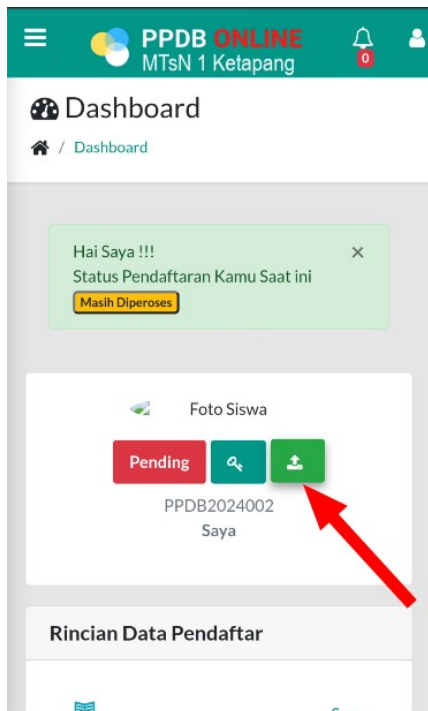 PPDB ONLINE
MTsN 1 Ketapang
0
Dashboard
/ Dashboard
Hai Saya !!!
×
Status Pendaftaran Kamu Saat ini
Masih Diperoses
Foto Siswa
Pending
PPDB2024002
Saya
Rincian Data Pendaftar